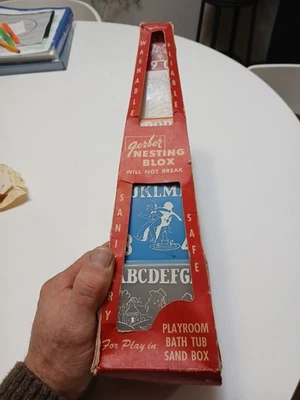 WASHABLE
PLIABLE
Gerber
NESTING
BLOX
WILL NOT BREAK
JKLM
SANITARY
SAFE
ABCDEFG
For Play in
PLAYROOM
BATH TUB
SAND BOX